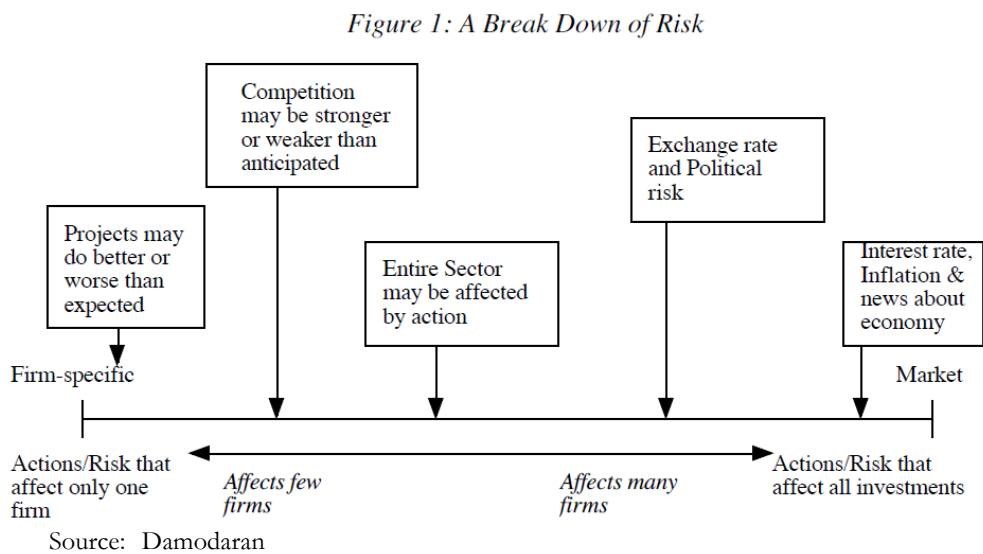 Figure 1: A Break Down of Risk
Competition
may be stronger
or weaker than
anticipated
Exchange rate
and Political
risk
Projects may
do better or
worse than
expected
Entire Sector
may be affected
by action
Interest rate,
Inflation &
news about
economy
Firm-specific
Market
Actions/Risk that
affect only one
firm
Affects few
firms
Affects many
firms
Actions/Risk that
affect all investments
Source: Damodaran